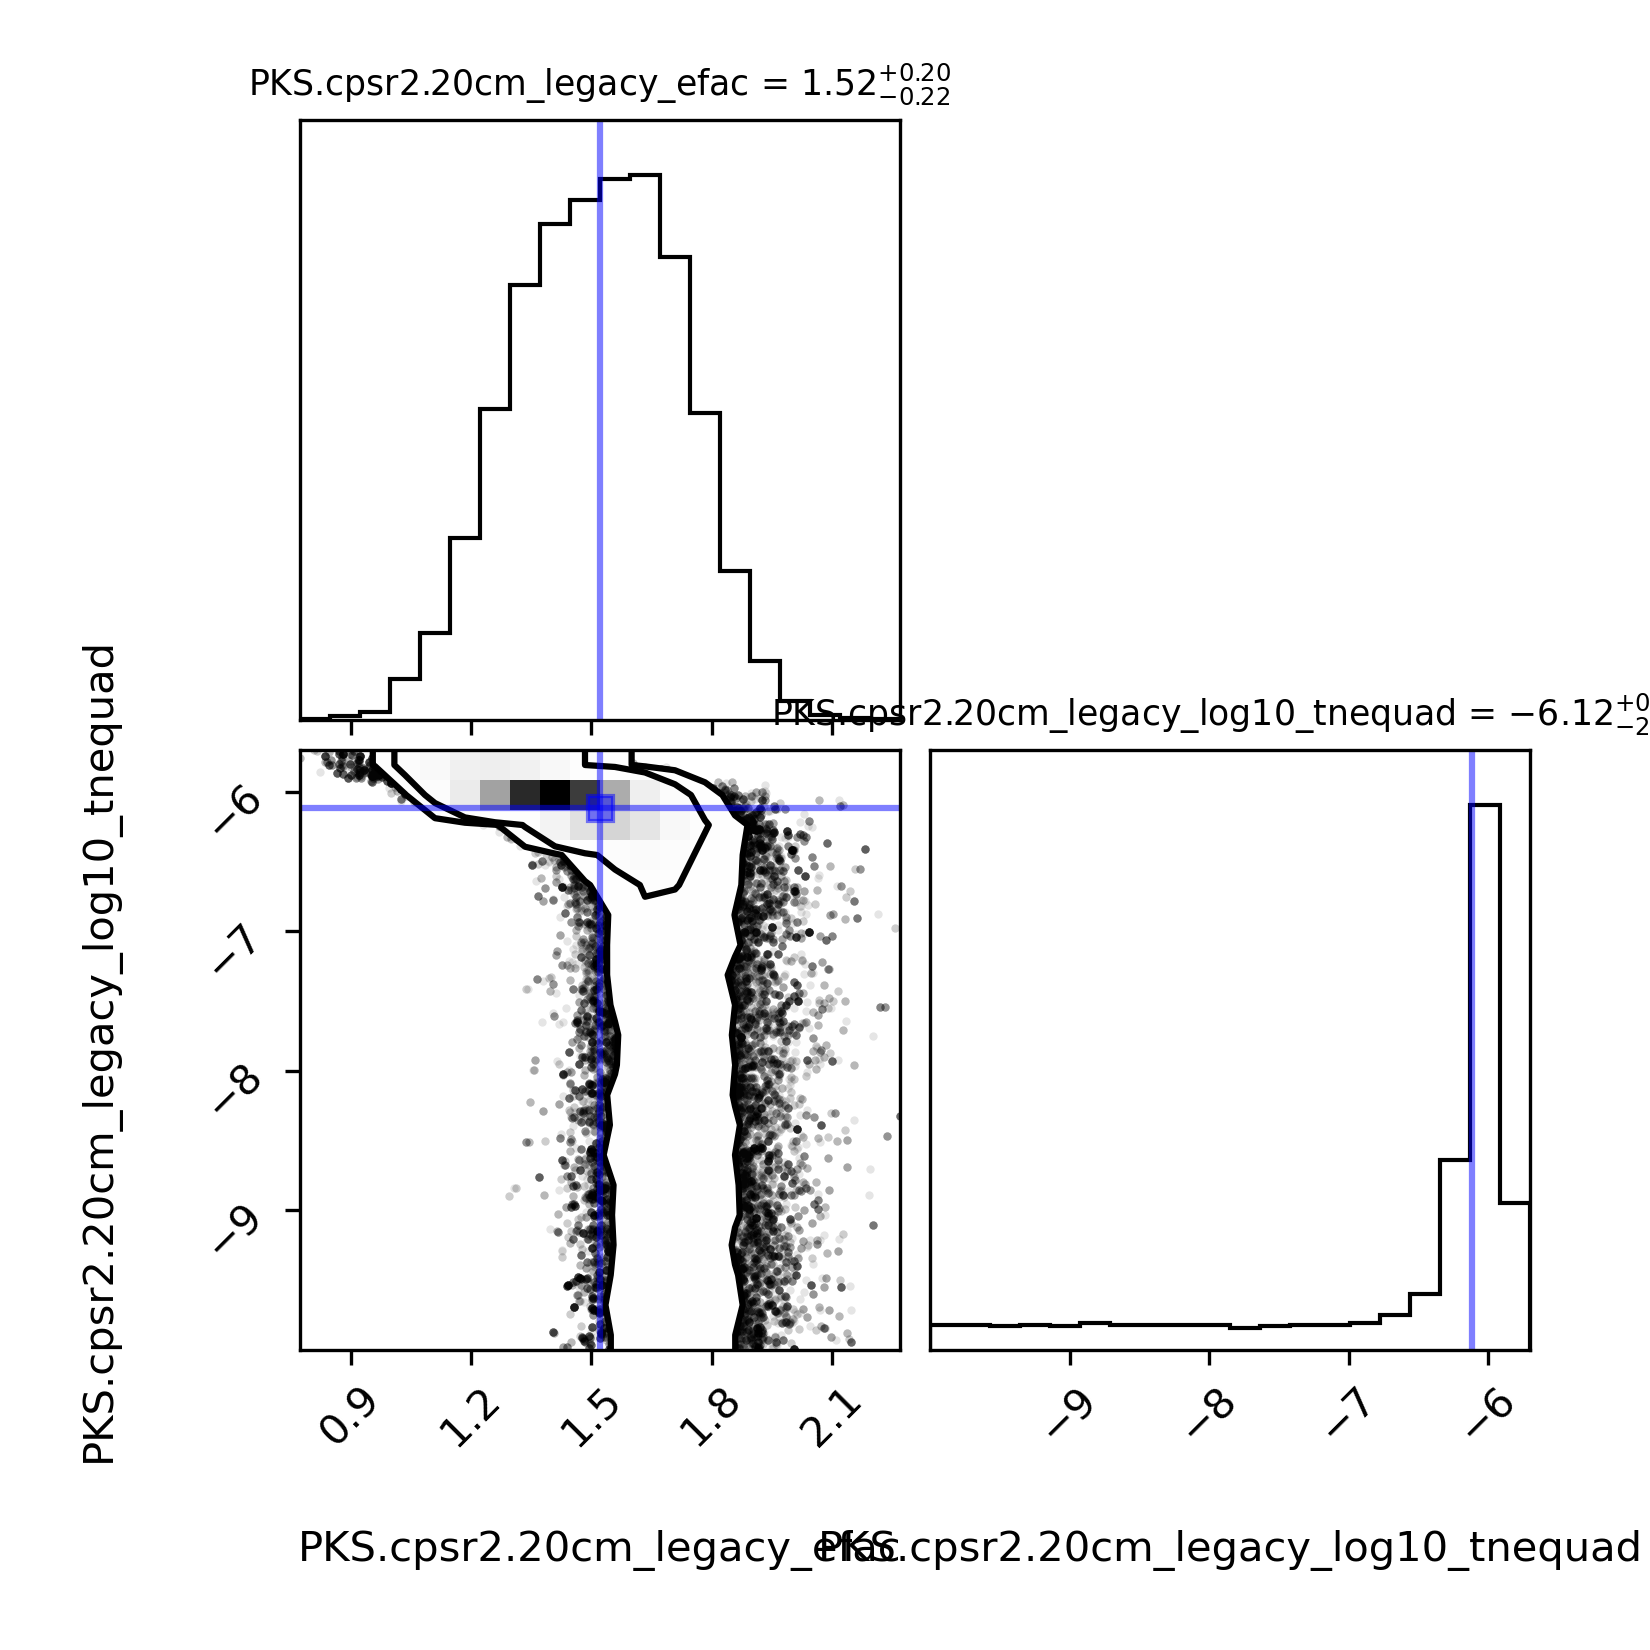 PKS.cpsr2.20cm_legacy_efac = 1.52 +0.20 −0.22
PKS.cpsr2.20cm_legacy_log10_tnequad = −6.12 +0 −2
PKS.cpsr2.20cm_legacy_log10_tnequad
−6
−7
−8
−9
0.9 1.2 1.5 1.8 2.1
−9 −8 −7 −6
PKS.cpsr2.20cm_legacy_efac
PKS.cpsr2.20cm_legacy_log10_tnequad